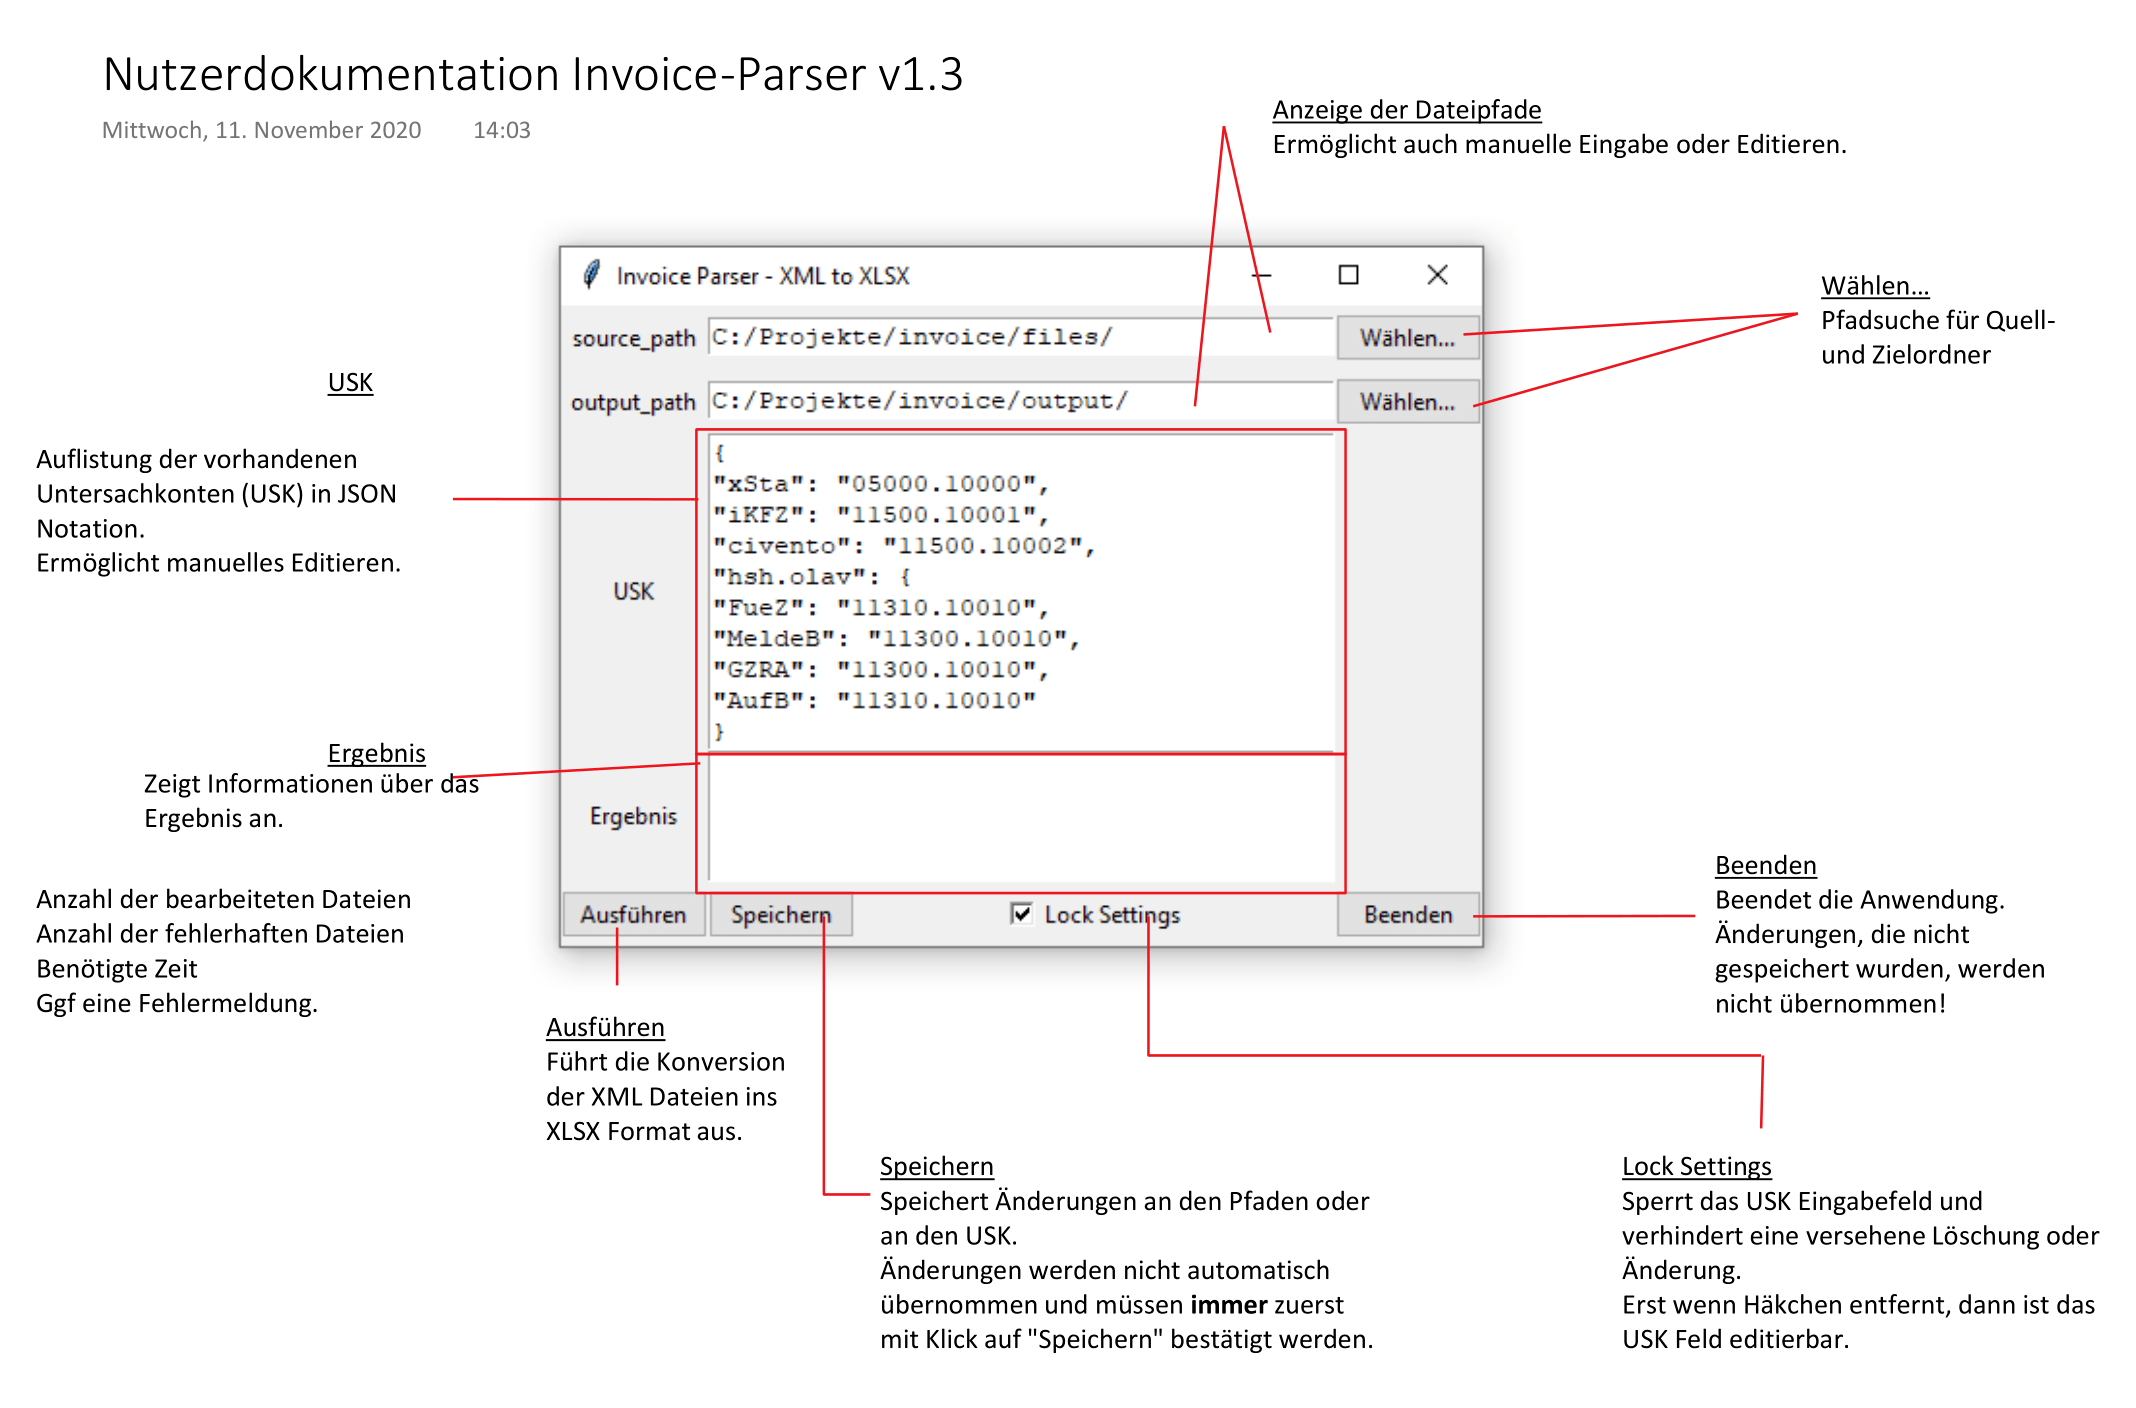 Nutzerdokumentation Invoice-Parser v1.3
Mittwoch, 11. November 2020 14:03
Anzeige der Dateipfade
Ermöglicht auch manuelle Eingabe oder Editieren.
Invoice Parser - XML to XLSX
source_path C:/Projekte/invoice/files/ Wählen...
output_path C:/Projekte/invoice/output/ Wählen...
Wählen...
Pfadsuche für Quell-
und Zielordner
USK
Auflistung der vorhandenen
Untersachkonten (USK) in JSON
Notation.
Ermöglicht manuelles Editieren.
USK
{
"xSta": "05000.10000",
"iKFZ": "11500.10001",
"civento": "11500.10002",
"hsh.olav": {
"FueZ": "11310.10010",
"MeldeB": "11300.10010",
"GZRA": "11300.10010",
"AufB": "11310.10010"
}
Ergebnis
Zeigt Informationen über das
Ergebnis an.
Anzahl der bearbeiteten Dateien
Anzahl der fehlerhaften Dateien
Benötigte Zeit
Ggf eine Fehlermeldung.
Ergebnis
Ausführen Speichern Lock Settings Beenden
Beenden
Beendet die Anwendung.
Änderungen, die nicht
gespeichert wurden, werden
nicht übernommen!
Ausführen
Führt die Konversion
der XML Dateien ins
XLSX Format aus.
Speichern
Speichert Änderungen an den Pfaden oder
an den USK.
Änderungen werden nicht automatisch
übernommen und müssen immer zuerst
mit Klick auf "Speichern" bestätigt werden.
Lock Settings
Sperrt das USK Eingabefeld und
verhindert eine versehene Löschung oder
Änderung.
Erst wenn Häkchen entfernt, dann ist das
USK Feld editierbar.